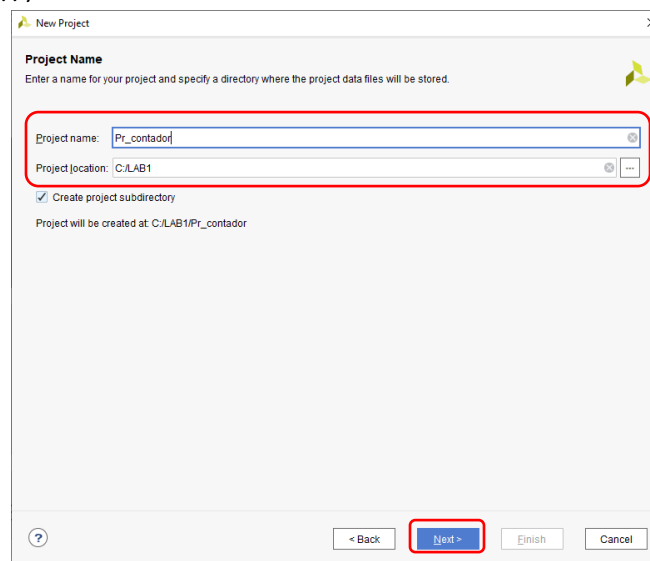 New Project
Project Name
Enter a name for your project and specify a directory where the project data files will be stored.
Project name: Pr_contador
Project location: C:/LAB1
...
Create project subdirectory
Project will be created at: C:/LAB1/Pr_contador
? < Back Next > Finish Cancel